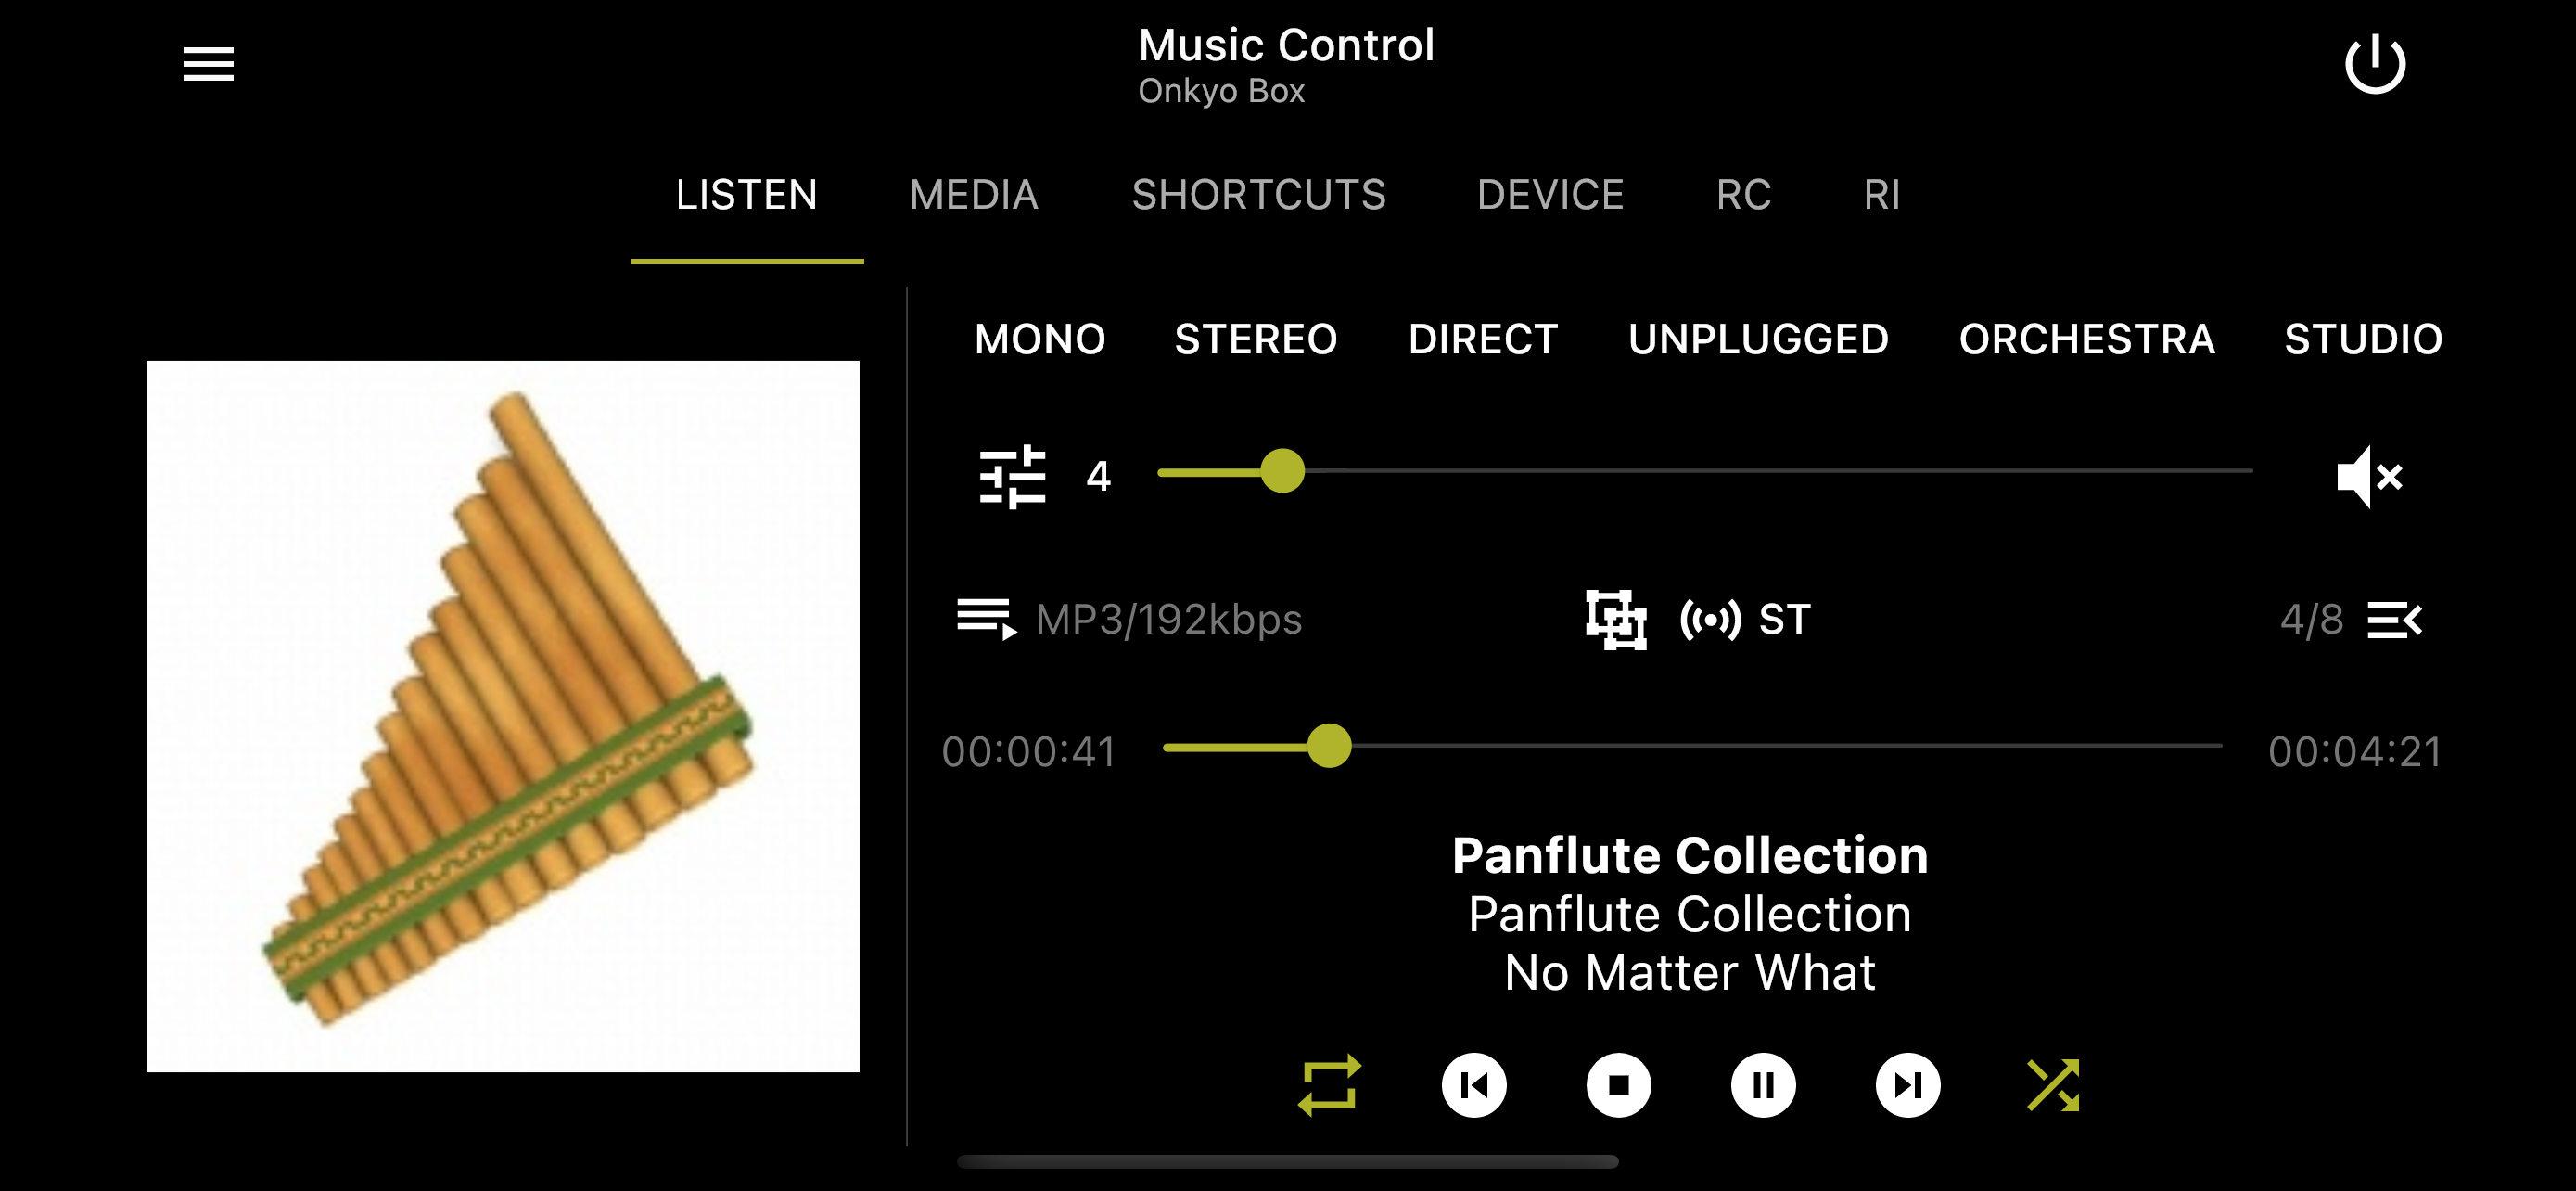 Music Control
Onkyo Box
LISTEN MEDIA SHORTCUTS DEVICE RC RI
MONO STEREO DIRECT UNPLUGGED ORCHESTRA STUDIO
4
MP3/192kbps ST 4/8
00:00:41 00:04:21
Panflute Collection
Panflute Collection
No Matter What